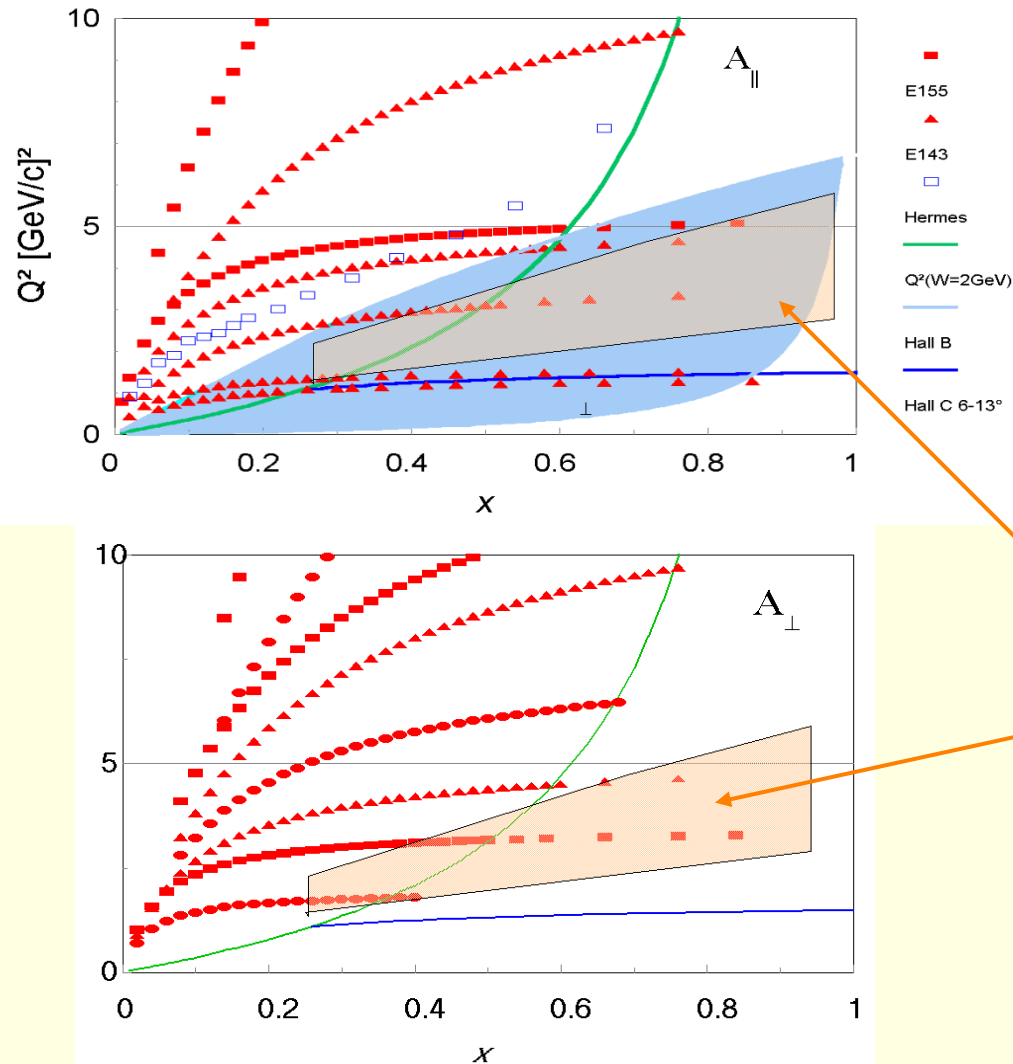 10
A∥
Q² [GeV/c]²
5
⊥
0
0
0.2
0.4
0.6
0.8
1
x
E155
E143
Hermes
Q²(W=2GeV)
Hall B
Hall C 6-13°
10
A⊥
5
0
0
0.2
0.4
0.6
0.8
1
x